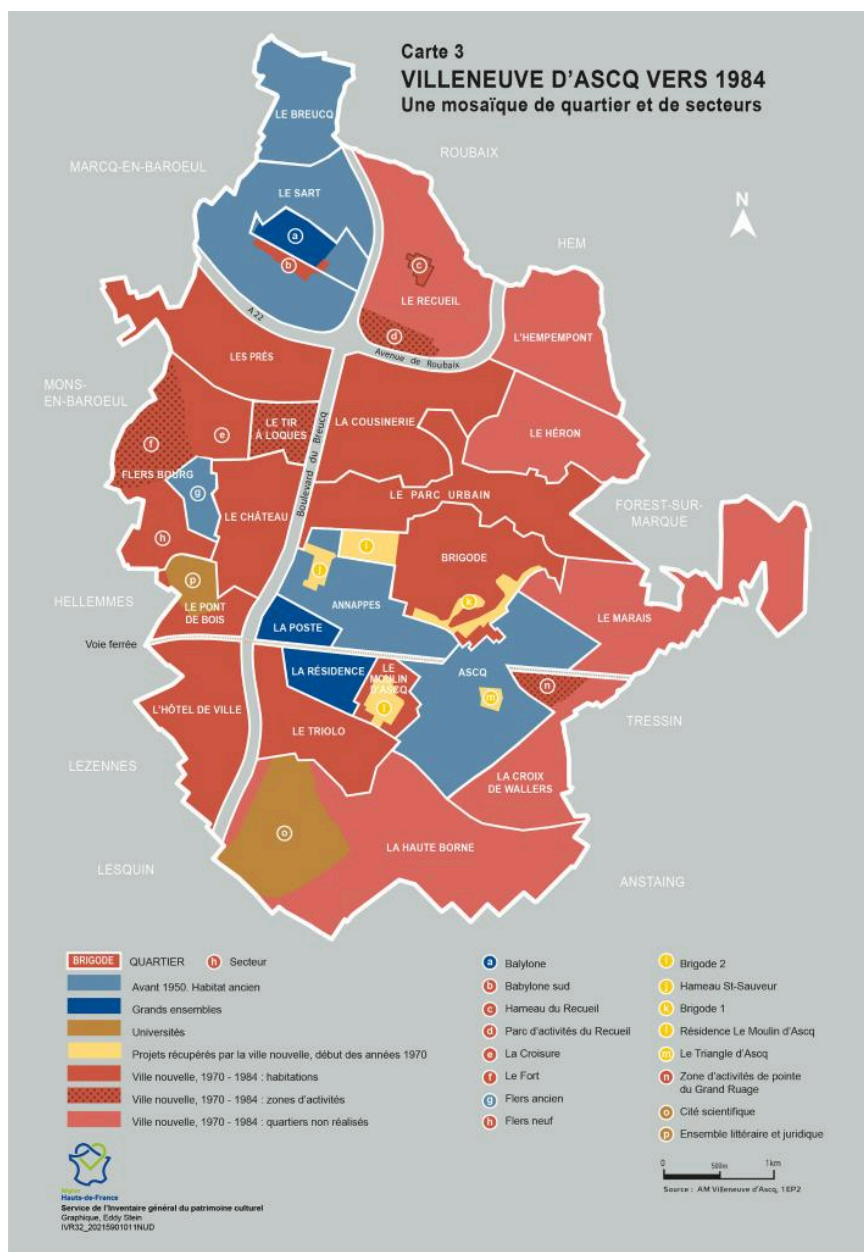 Carte 3
VILLENEUVE D'ASCQ VERS 1984
Une mosaïque de quartier et de secteurs
LE BREUCQ
MARCQ-EN-BAROEUL
ROUBAIX
LE SART
N
a
b
HEM
c
LE RECUEIL
A22
d
Avenue de Roubaix
L'HEMPEMPONT
LES PRÉS
MONS-
EN-BAROEUL
LE TIR
À LOQUES
LA COUSINERIE
LE HÉRON
e
f
FLERS BOURG
Boulevard du Breucq
g
LE PARC URBAIN
LE CHÂTEAU
FOREST-SUR-
MARQUE
h
i
BRIGODE
j
p
HELLEMMES
LE PONT
DE BOIS
ANNAPPES
k
LE MARAIS
LA POSTE
Voie ferrée
LA RÉSIDENCE
LE
MOULIN
D'ASCQ
ASCQ
n
m
l
L'HÔTEL DE VILLE
TRESSIN
LE TRIOLO
LEZENNES
LA CROIX
DE WALLERS
o
LA HAUTE BORNE
LESQUIN
ANSTAING
BRIGODE QUARTIER h Secteur
Avant 1950. Habitat ancien
Grands ensembles
Universités
Projets récupérés par la ville nouvelle, début des années 1970
Ville nouvelle, 1970 - 1984 : habitations
Ville nouvelle, 1970 - 1984 : zones d'activités
Ville nouvelle, 1970 - 1984 : quartiers non réalisés
a Balylone
b Babylone sud
c Hameau du Recueil
d Parc d'activités du Recueil
e La Croisure
f Le Fort
g Flers ancien
h Flers neuf
i Brigode 2
j Hameau St-Sauveur
k Brigode 1
l Résidence Le Moulin d'Ascq
m Le Triangle d'Ascq
n Zone d'activités de pointe
du Grand Ruage
o Cité scientifique
p Ensemble littéraire et juridique
Région
Hauts-de-France
Service de l'Inventaire général du patrimoine culturel
Graphique, Eddy Stein
IVR32_20215901011NUD
0 500m 1km
Source : AM Villeneuve d'Ascq, 1EP2